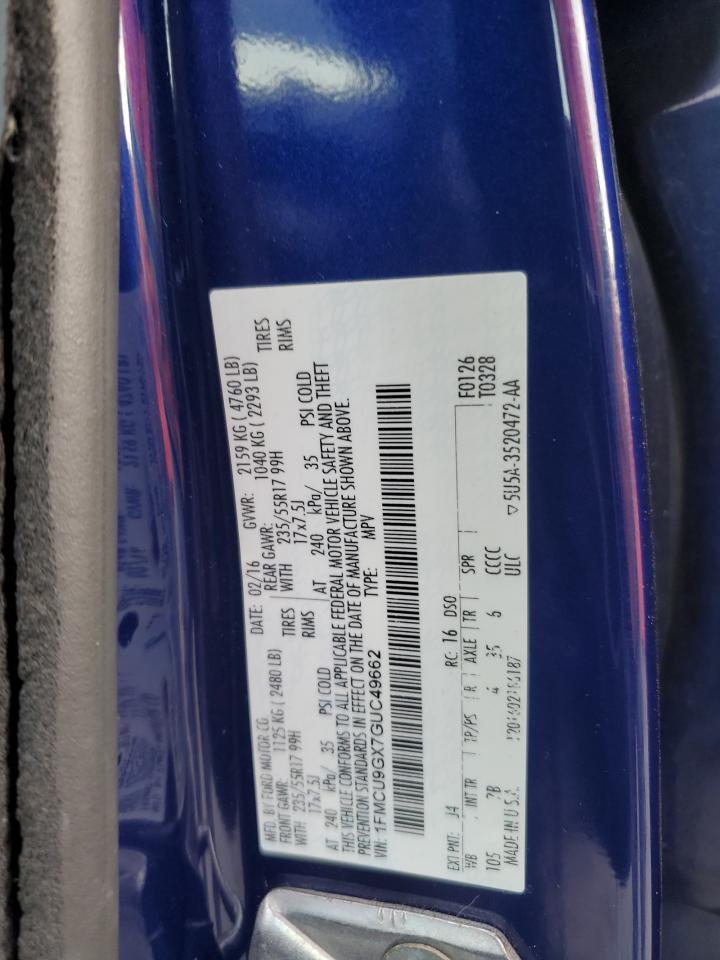 MFD. BY FORD MOTOR CO. DATE: 02/16 GVWR: 2159 KG ( 4760 LB)
FRONT GAWR: 1125 KG ( 2480 LB) REAR GAWR: 1040 KG ( 2293 LB)
WITH 235/55R17 99H TIRES WITH 235/55R17 99H TIRES
17x7.5J RIMS 17x7.5J RIMS
AT 240 kPa/ 35 PSI COLD AT 240 kPa/ 35 PSI COLD
THIS VEHICLE CONFORMS TO ALL APPLICABLE FEDERAL MOTOR VEHICLE SAFETY AND THEFT
PREVENTION STANDARDS IN EFFECT ON THE DATE OF MANUFACTURE SHOWN ABOVE.
VIN: 1FMCU9GX7GUC49662 TYPE: MPV
EXT PNT: J4 RC: 16 DSO F0126
WB INT TR TP/PS R AXLE TR SPR T0328
105 7B 4 35 6 CCCC
MADE IN U.S.A. ULC ▽5U5A-3520472-AA